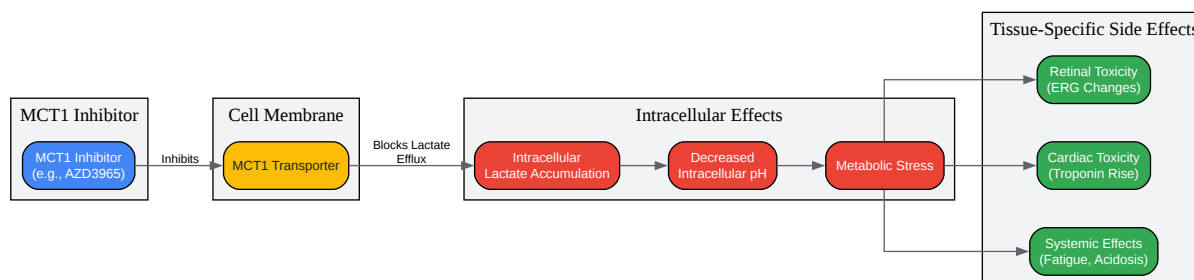 MCT1 Inhibitor
MCT1 Inhibitor
(e.g., AZD3965)
Inhibits
Cell Membrane
MCT1 Transporter
Blocks Lactate
Efflux
Intracellular Effects
Intracellular
Lactate Accumulation
Decreased
Intracellular pH
Metabolic Stress
Tissue-Specific Side Effects
Retinal Toxicity
(ERG Changes)
Cardiac Toxicity
(Troponin Rise)
Systemic Effects
(Fatigue, Acidosis)